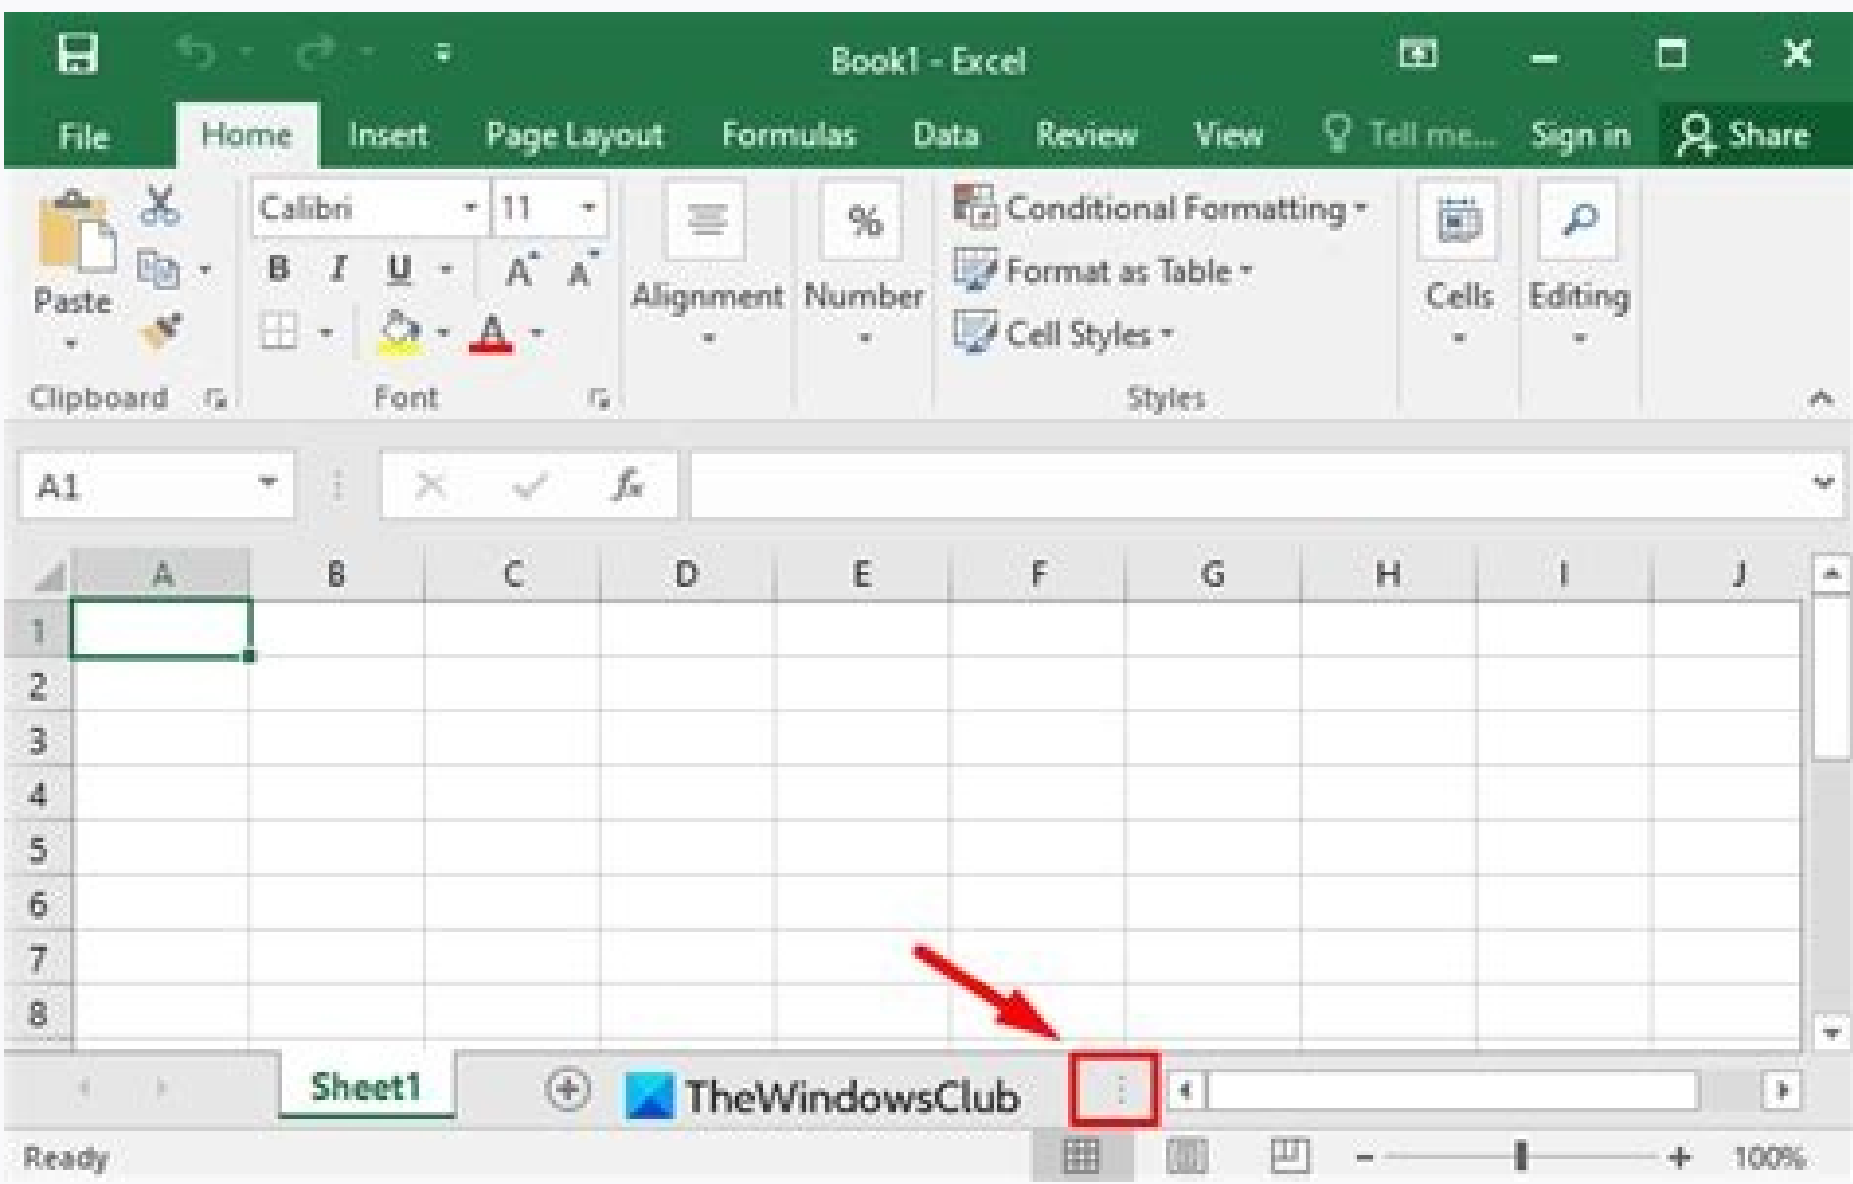 Book1 - Excel
File Home Insert Page Layout Formulas Data Review View Tell me... Sign in Share
Calibri 11
% Conditional Formatting
B I U A A Format as Table
Paste Alignment Number Cells Editing
A Cell Styles
Clipboard Font Styles
A1 fx
A B C D E F G H I J
1
2
3
4
5
6
7
8
Sheet1 TheWindowsClub
Ready - + 100%